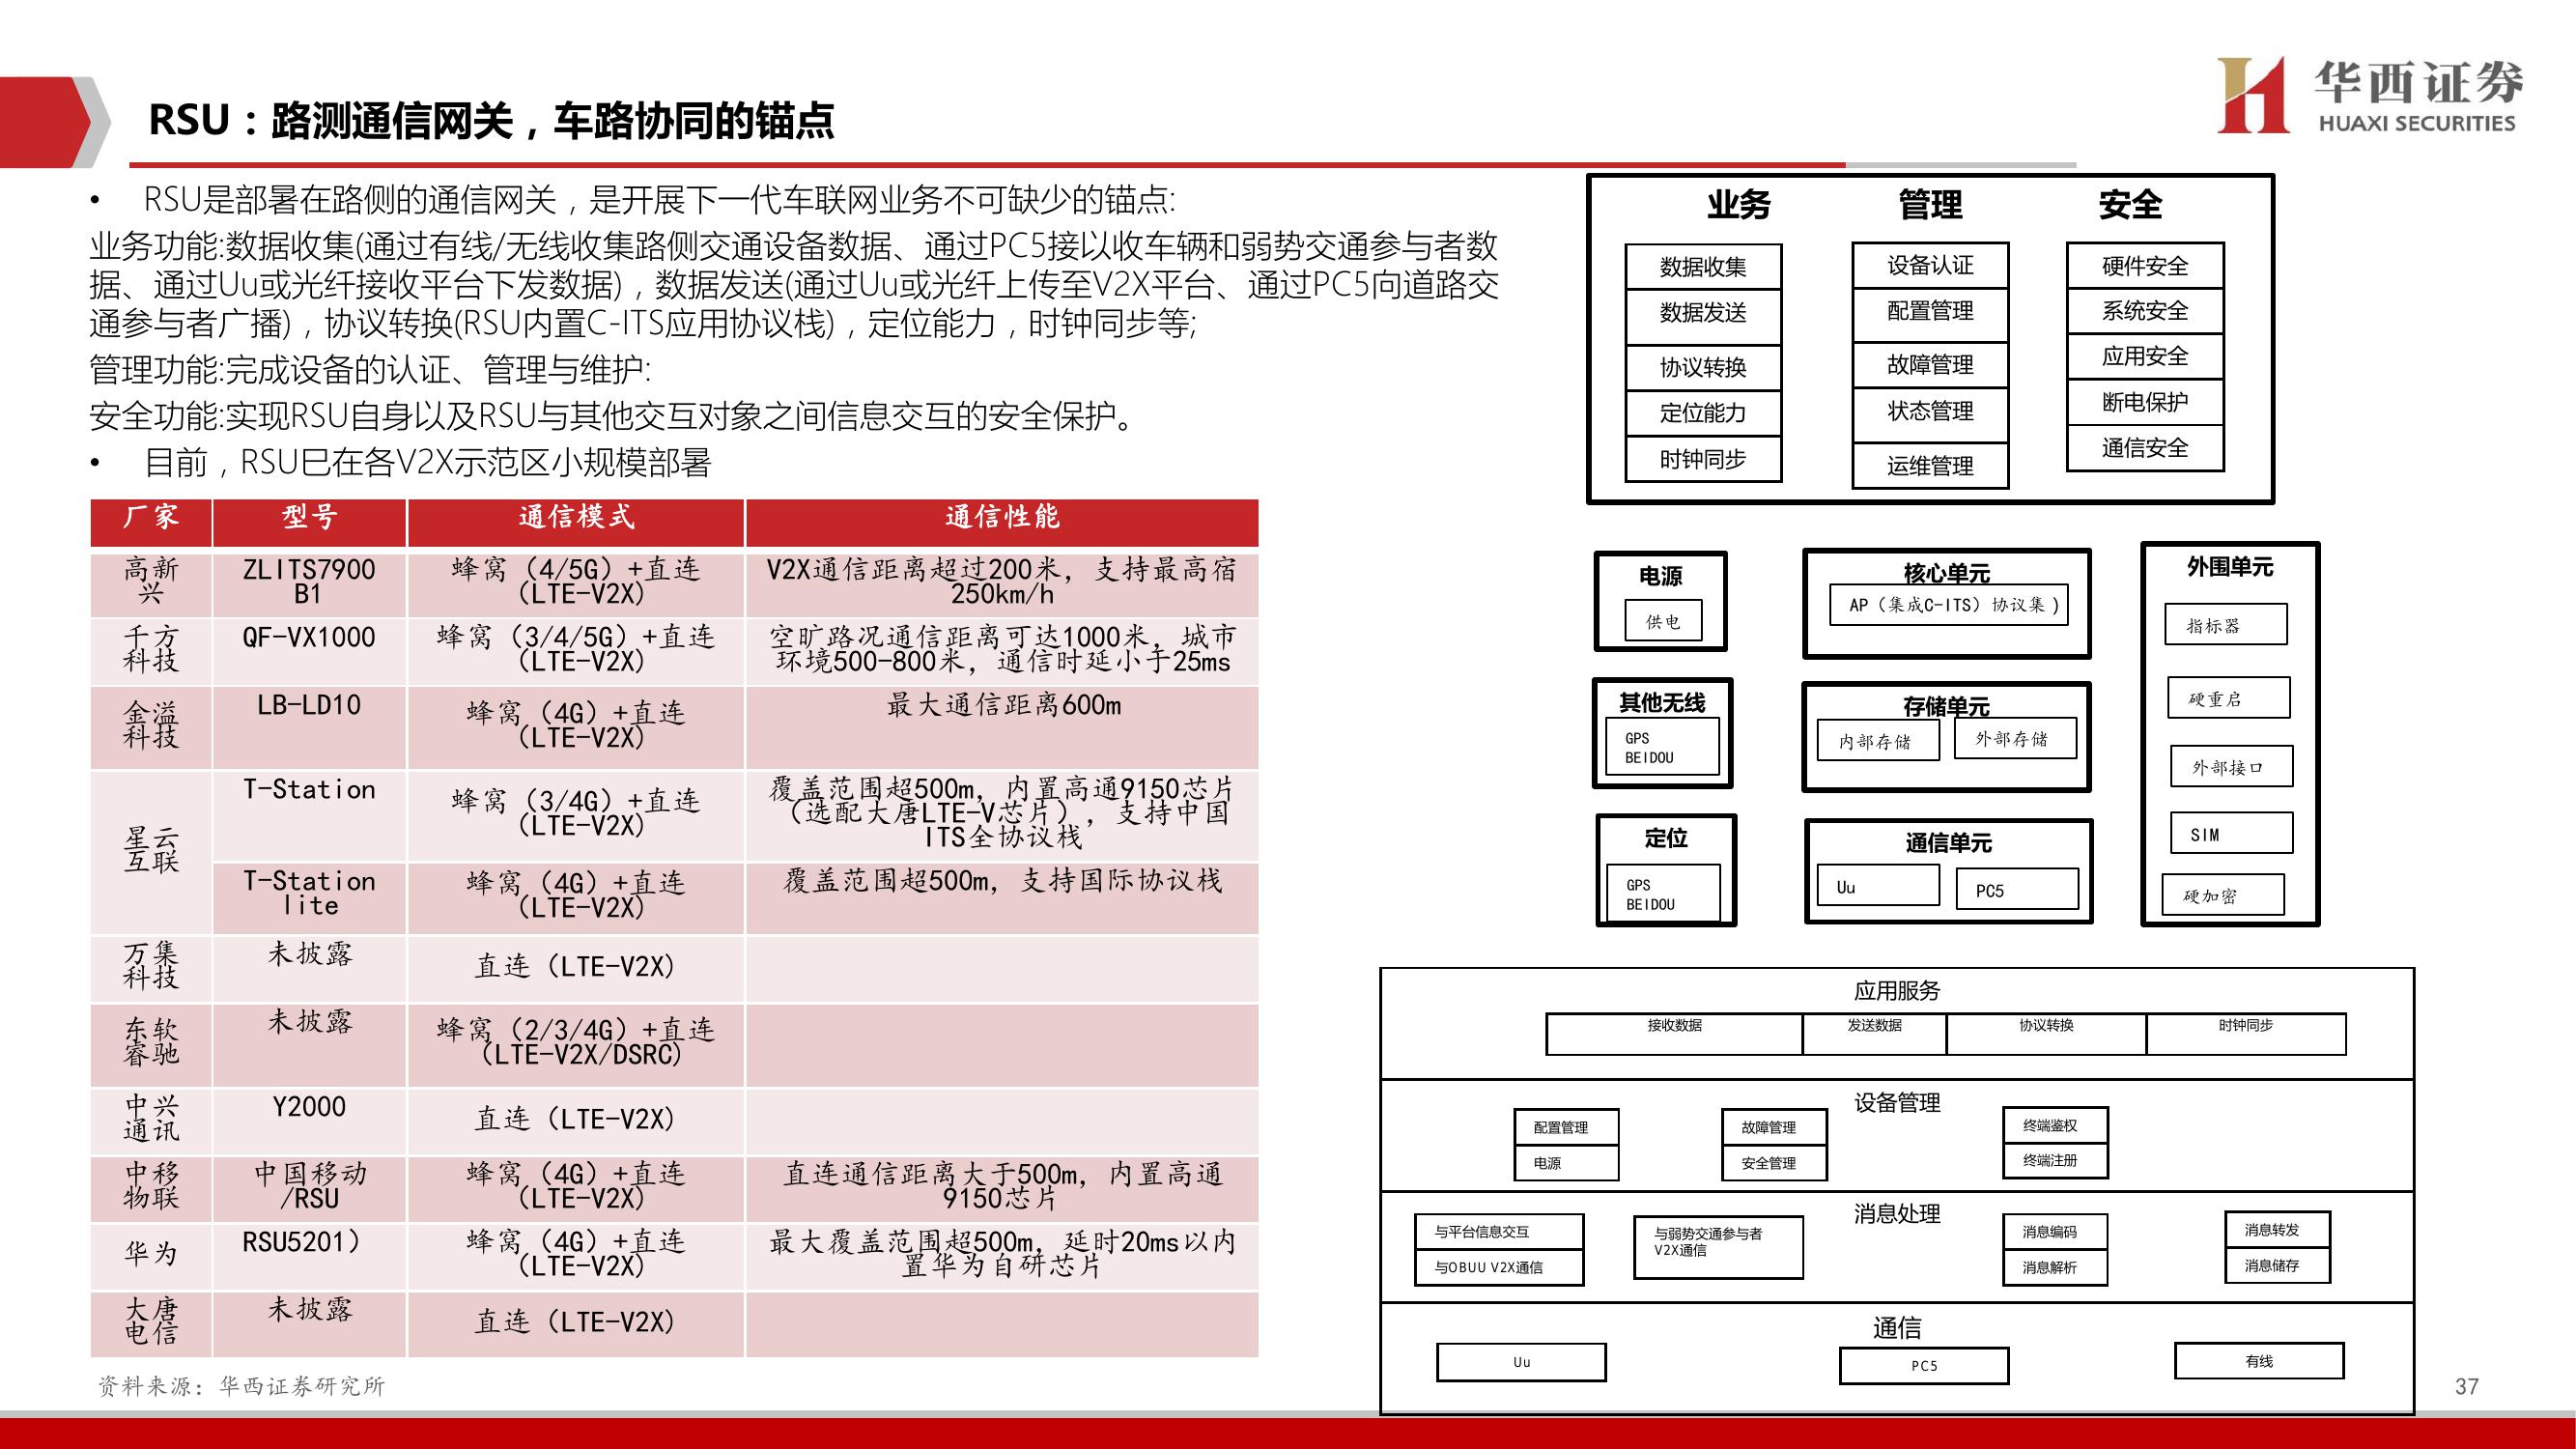 RSU：路测通信网关，车路协同的锚点
华西证券
HUAXI SECURITIES
• RSU是部署在路侧的通信网关，是开展下一代车联网业务不可缺少的锚点:
业务功能:数据收集(通过有线/无线收集路侧交通设备数据、通过PC5接以收车辆和弱势交通参与者数
据、通过Uu或光纤接收平台下发数据)，数据发送(通过Uu或光纤上传至V2X平台、通过PC5向道路交
通参与者广播)，协议转换(RSU内置C-ITS应用协议栈)，定位能力，时钟同步等;
管理功能:完成设备的认证、管理与维护:
安全功能:实现RSU自身以及RSU与其他交互对象之间信息交互的安全保护。
• 目前，RSU巳在各V2X示范区小规模部署
厂家 型号 通信模式 通信性能
高新
兴
ZLITS7900
B1
蜂窝（4/5G）+直连
（LTE-V2X）
V2X通信距离超过200米，支持最高宿
250km/h
千方
科技
QF-VX1000
蜂窝（3/4/5G）+直连
（LTE-V2X）
空旷路况通信距离可达1000米，城市
环境500-800米，通信时延小于25ms
金溢
科技
LB-LD10
蜂窝（4G）+直连
（LTE-V2X）
最大通信距离600m
星云
互联
T-Station
蜂窝（3/4G）+直连
（LTE-V2X）
覆盖范围超500m，内置高通9150芯片
（选配大唐LTE-V芯片），支持中国
ITS全协议栈
T-Station
lite
蜂窝（4G）+直连
（LTE-V2X）
覆盖范围超500m，支持国际协议栈
万集
科技
未披露
直连（LTE-V2X）
东软
睿驰
未披露
蜂窝（2/3/4G）+直连
（LTE-V2X/DSRC）
中兴
通讯
Y2000
直连（LTE-V2X）
中移
物联
中国移动
/RSU
蜂窝（4G）+直连
（LTE-V2X）
直连通信距离大于500m，内置高通
9150芯片
华为
RSU5201）
蜂窝（4G）+直连
（LTE-V2X）
最大覆盖范围超500m，延时20ms以内
置华为自研芯片
大唐
电信
未披露
直连（LTE-V2X）
资料来源：华西证券研究所
业务
数据收集
数据发送
协议转换
定位能力
时钟同步
管理
设备认证
配置管理
故障管理
状态管理
运维管理
安全
硬件安全
系统安全
应用安全
断电保护
通信安全
电源
供电
其他无线
GPS
BEIDOU
定位
GPS
BEIDOU
核心单元
AP（集成C-ITS）协议集)
存储单元
内部存储 外部存储
通信单元
Uu PC5
外围单元
指标器
硬重启
外部接口
SIM
硬加密
应用服务
接收数据 发送数据 协议转换 时钟同步
设备管理
配置管理
电源
故障管理
安全管理
终端鉴权
终端注册
消息处理
与平台信息交互
与OBUU V2X通信
与弱势交通参与者
V2X通信
消息编码
消息解析
消息转发
消息储存
通信
Uu PC5 有线
37